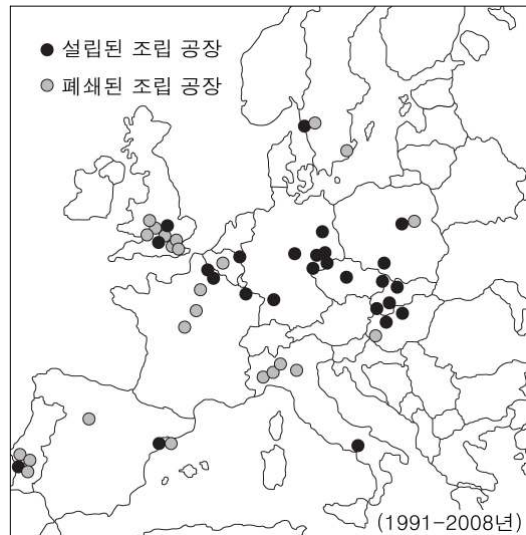 설립된 조립 공장
폐쇄된 조립 공장
(1991-2008년)